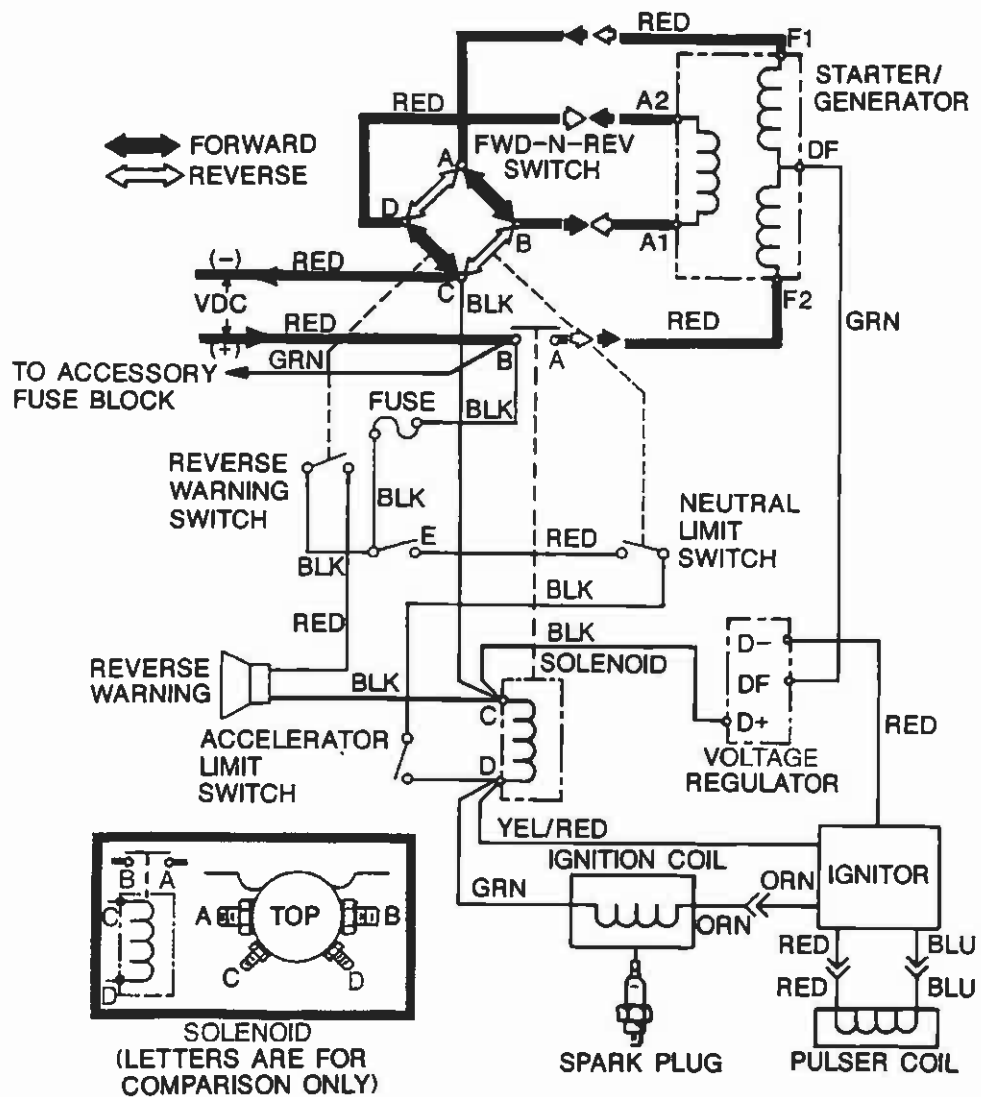 RED
F1
STARTER/
GENERATOR
RED
A2
FORWARD
REVERSE
FWD-N-REV
SWITCH
DF
A
D
B
A1
(-)
RED
C
BLK
F2
VDC
RED
RED
GRN
(+)
GRN
B
A
TO ACCESSORY
FUSE BLOCK
FUSE
BLK
REVERSE
WARNING
SWITCH
BLK
E
RED
NEUTRAL
LIMIT
SWITCH
BLK
BLK
RED
BLK
SOLENOID
D-
DF
D+
REVERSE
WARNING
BLK
C
RED
ACCELERATOR
LIMIT
SWITCH
D
VOLTAGE
REGULATOR
YEL/RED
IGNITION COIL
GRN
ORN
ORN
IGNITOR
RED
BLU
RED
BLU
SPARK PLUG
PULSER COIL
B
A
C
D
A
TOP
B
C
D
SOLENOID
(LETTERS ARE FOR
COMPARISON ONLY)